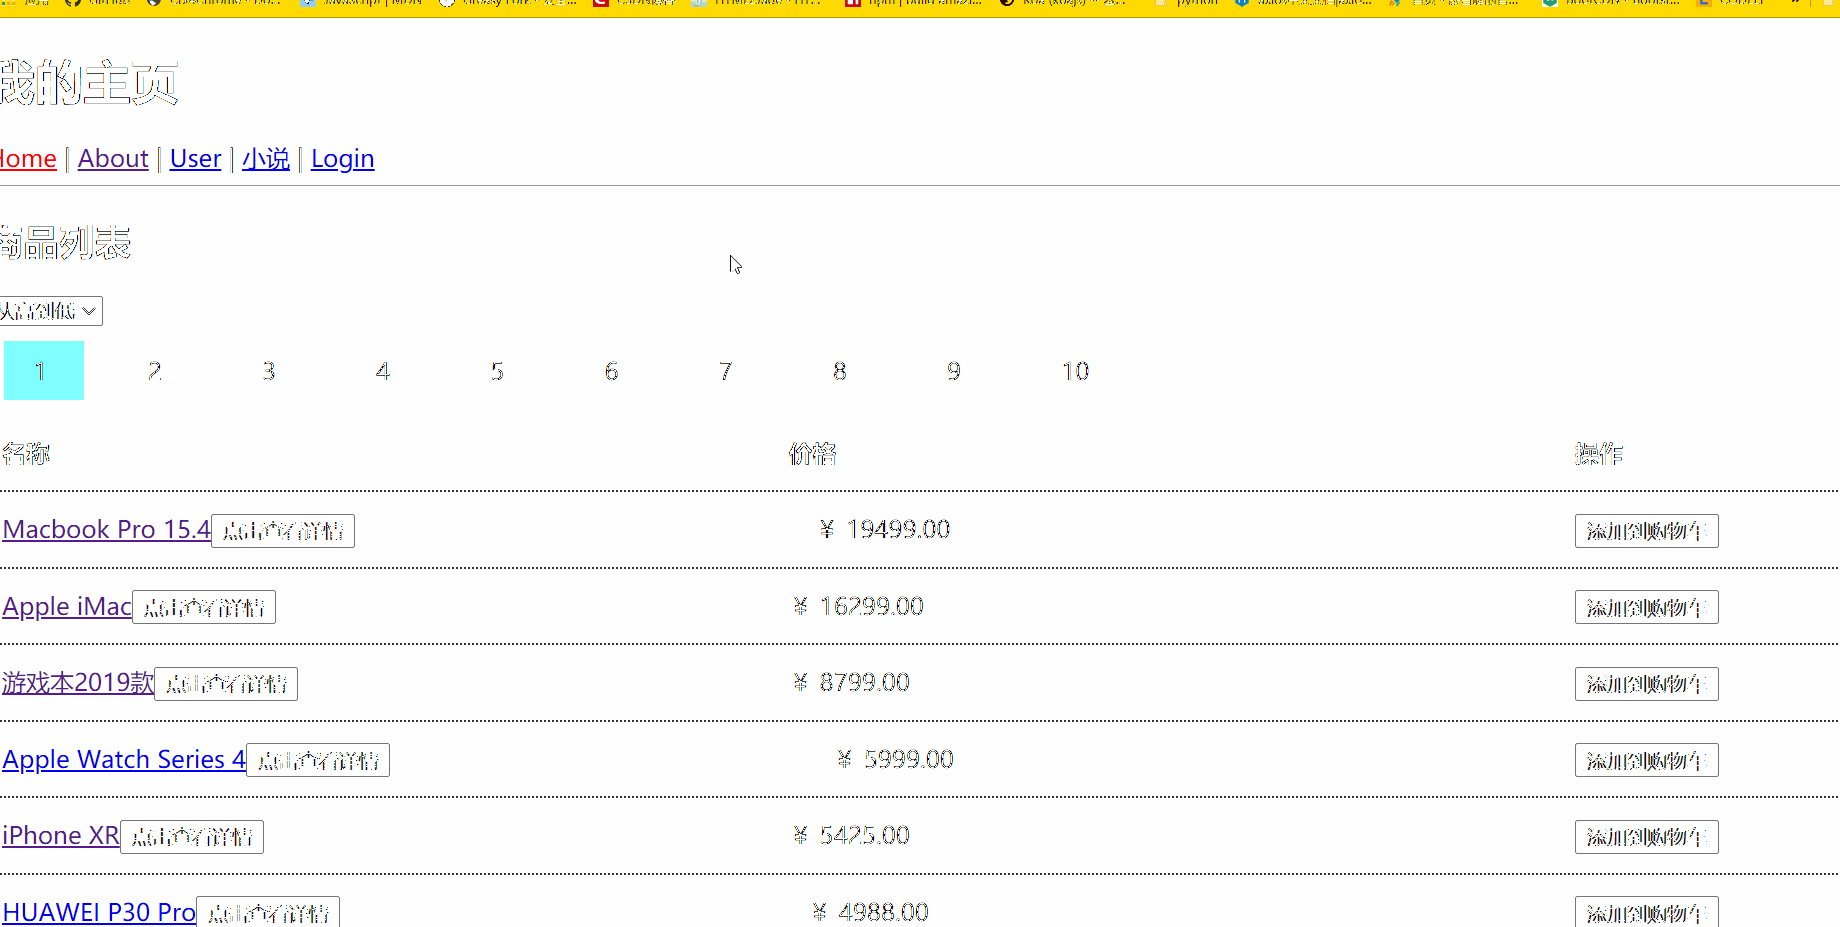 我的主页
Home | About | User | 小说 | Login
商品列表
从高到低
1 2 3 4 5 6 7 8 9 10
名称 价格 操作
Macbook Pro 15.4 点击查看详情 ¥ 19499.00 添加到购物车
Apple iMac 点击查看详情 ¥ 16299.00 添加到购物车
游戏本2019款 点击查看详情 ¥ 8799.00 添加到购物车
Apple Watch Series 4 点击查看详情 ¥ 5999.00 添加到购物车
iPhone XR 点击查看详情 ¥ 5425.00 添加到购物车
HUAWEI P30 Pro 点击查看详情 ¥ 4988.00 添加到购物车